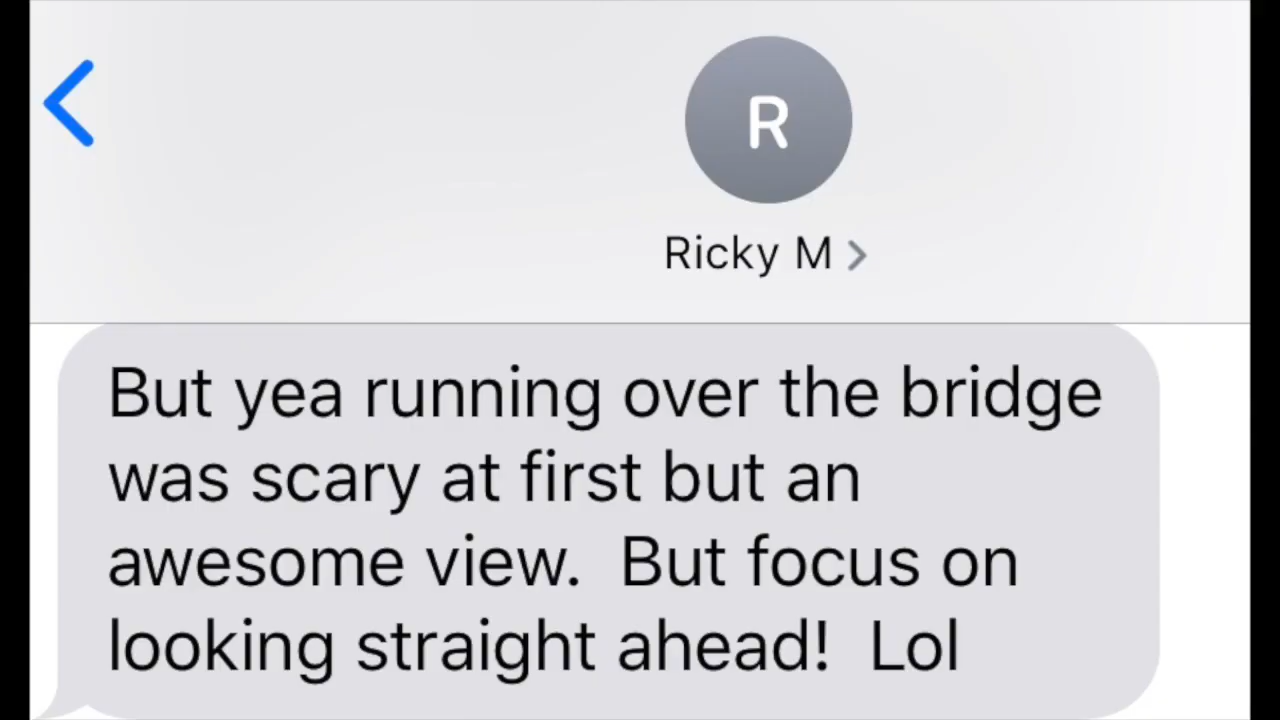 R
Ricky M
But yea running over the bridge
was scary at first but an
awesome view.  But focus on
looking straight ahead!  Lol